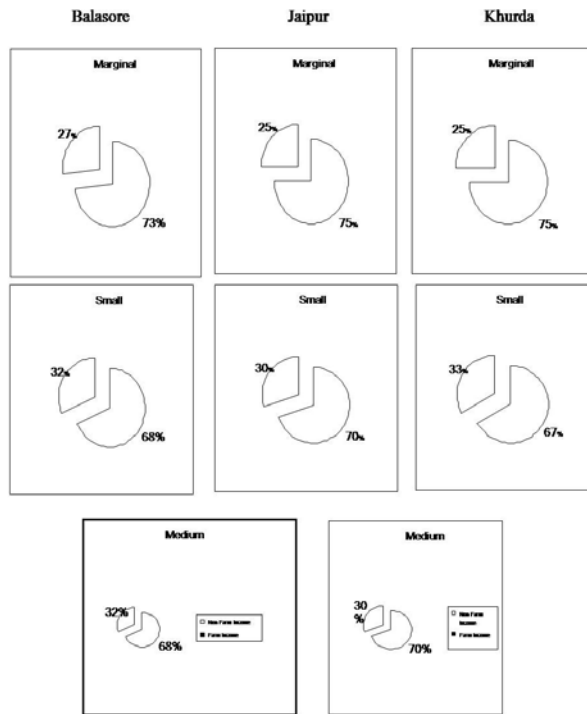 Balasore Jaipur Khurda
Marginal Marginal Marginall
27% 25% 25%
73% 75% 75%
Small Small Small
32% 30% 33%
68% 70% 67%
Medium Medium
32% 30
%
Non Farm Income Non Farm
Income
Farm Income Farm Income
68% 70%